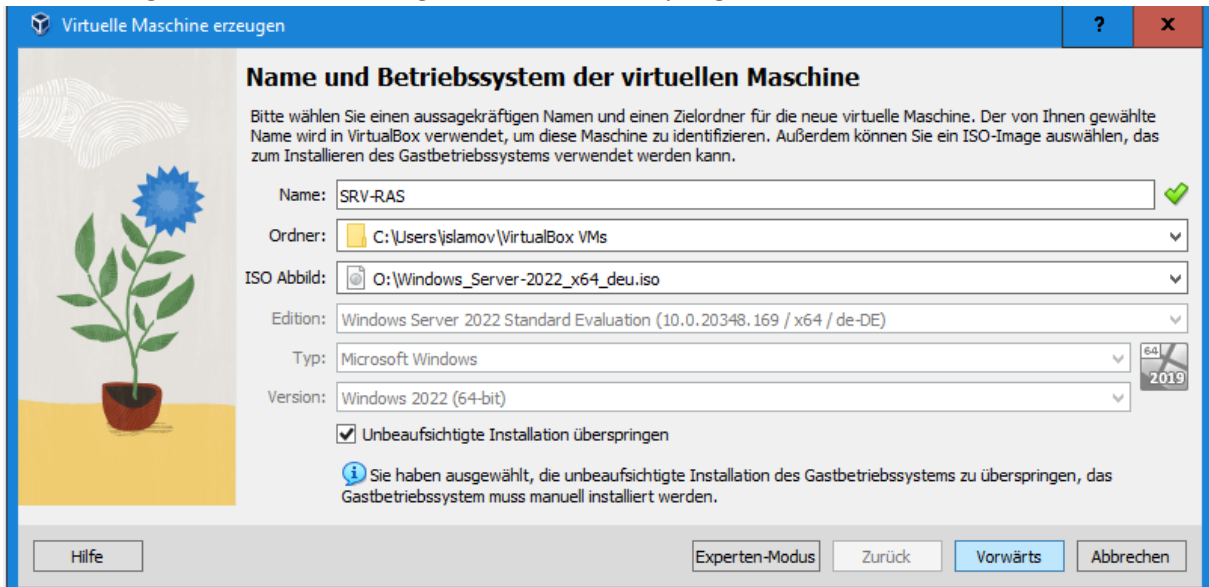 Virtuelle Maschine erzeugen ? x
Name und Betriebssystem der virtuellen Maschine
Bitte wählen Sie einen aussagekräftigen Namen und einen Zielordner für die neue virtuelle Maschine. Der von Ihnen gewählte
Name wird in VirtualBox verwendet, um diese Maschine zu identifizieren. Außerdem können Sie ein ISO-Image auswählen, das
zum Installieren des Gastbetriebssystems verwendet werden kann.
Name: SRV-RAS
Ordner: C:\Users\islamov\VirtualBox VMs
ISO Abbild: O:\Windows_Server-2022_x64_deu.iso
Edition: Windows Server 2022 Standard Evaluation (10.0.20348.169 / x64 / de-DE)
Typ: Microsoft Windows
64
2019
Version: Windows 2022 (64-bit)
Unbeaufsichtigte Installation überspringen
Sie haben ausgewählt, die unbeaufsichtigte Installation des Gastbetriebssystems zu überspringen, das
Gastbetriebssystem muss manuell installiert werden.
Hilfe Experten-Modus Zurück Vorwärts Abbrechen